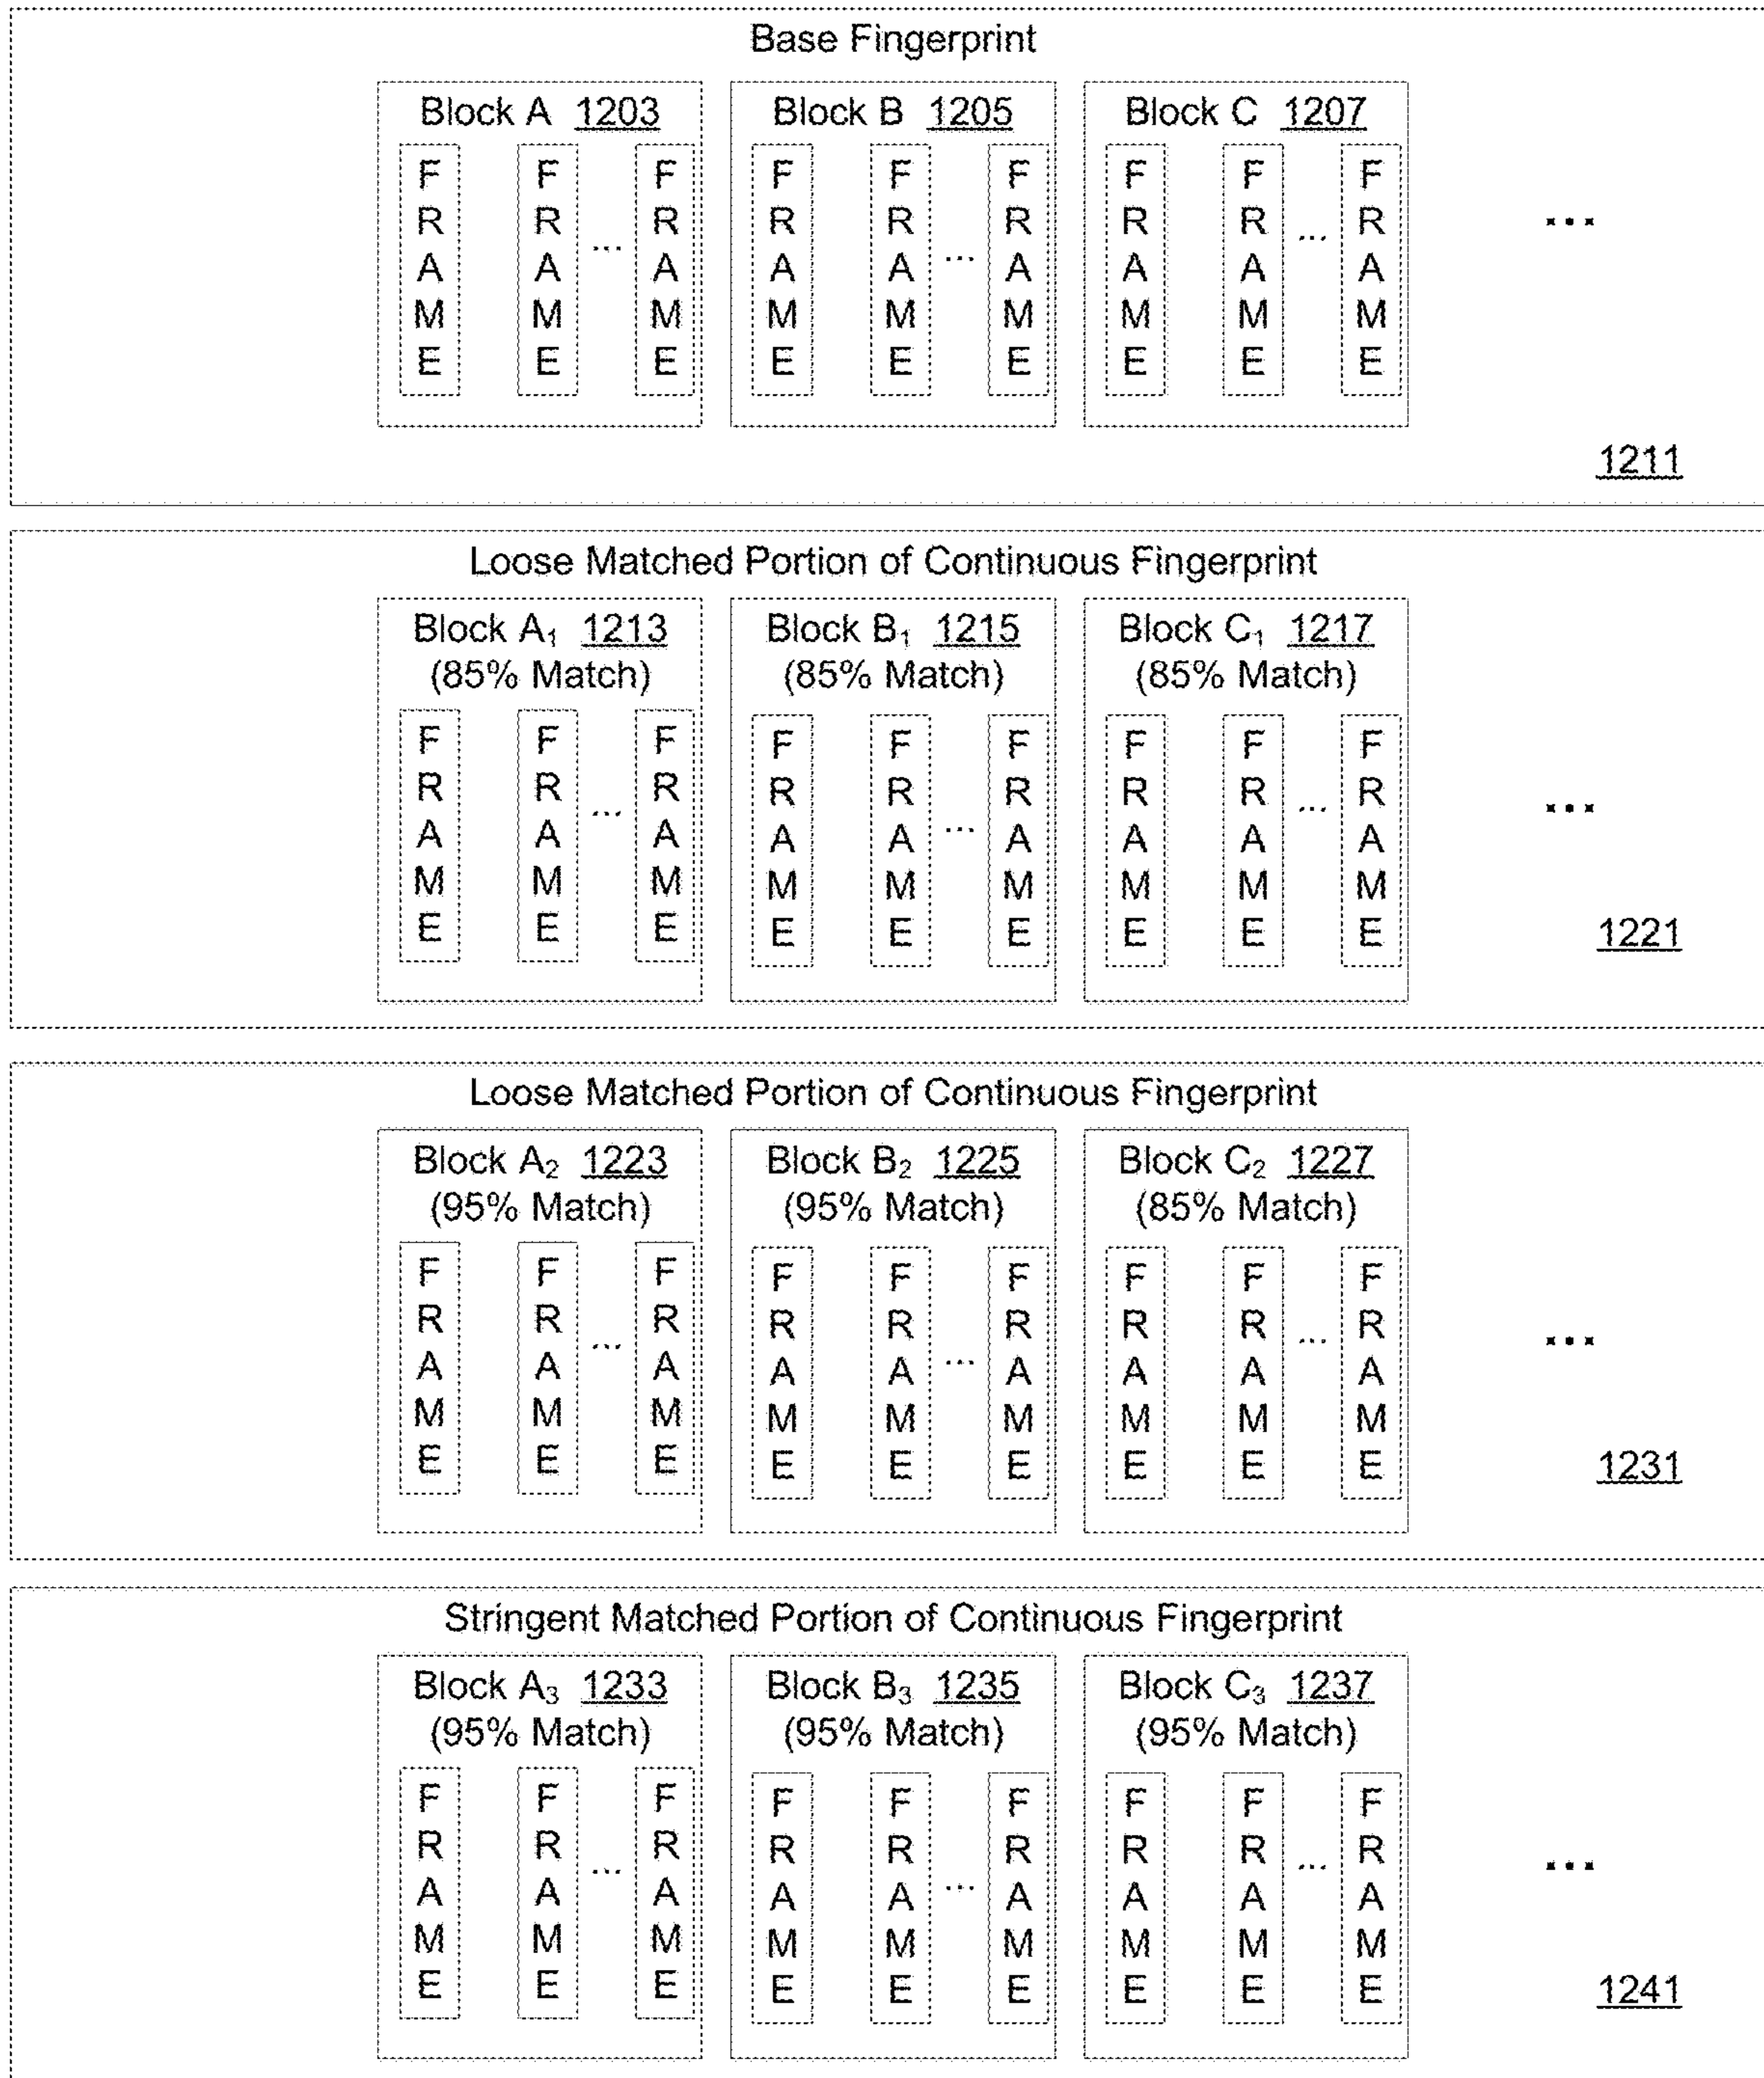 Base Fingerprint
Block A 1203 Block B 1205 Block C 1207
FRAME FRAME ... FRAME FRAME FRAME ... FRAME FRAME FRAME ... FRAME ...
1211
Loose Matched Portion of Continuous Fingerprint
Block A₁ 1213 Block B₁ 1215 Block C₁ 1217
(85% Match) (85% Match) (85% Match)
FRAME FRAME ... FRAME FRAME FRAME ... FRAME FRAME FRAME ... FRAME ...
1221
Loose Matched Portion of Continuous Fingerprint
Block A₂ 1223 Block B₂ 1225 Block C₂ 1227
(95% Match) (95% Match) (85% Match)
FRAME FRAME ... FRAME FRAME FRAME ... FRAME FRAME FRAME ... FRAME ...
1231
Stringent Matched Portion of Continuous Fingerprint
Block A₃ 1233 Block B₃ 1235 Block C₃ 1237
(95% Match) (95% Match) (95% Match)
FRAME FRAME ... FRAME FRAME FRAME ... FRAME FRAME FRAME ... FRAME ...
1241